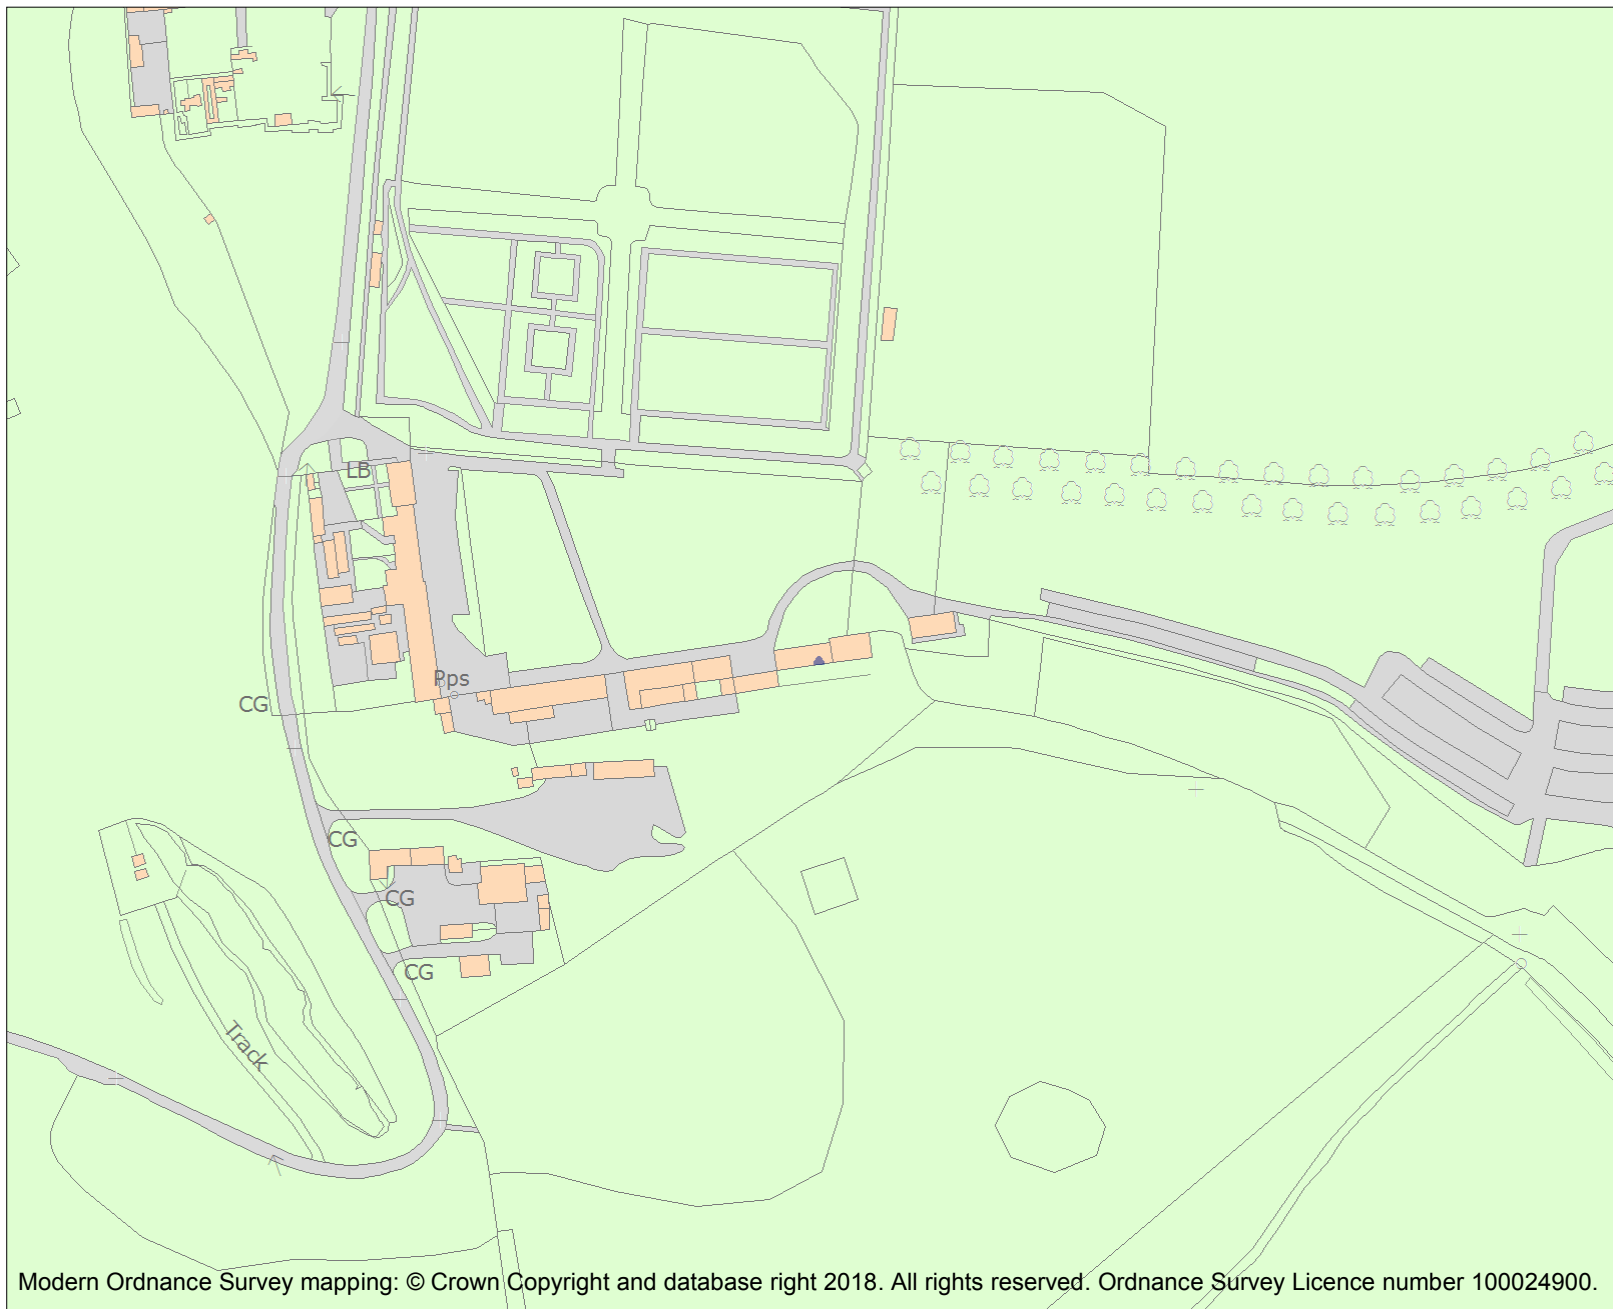 LB
Pps
CG
CG
CG
CG
Track
Modern Ordnance Survey mapping: © Crown Copyright and database right 2018. All rights reserved. Ordnance Survey Licence number 100024900.